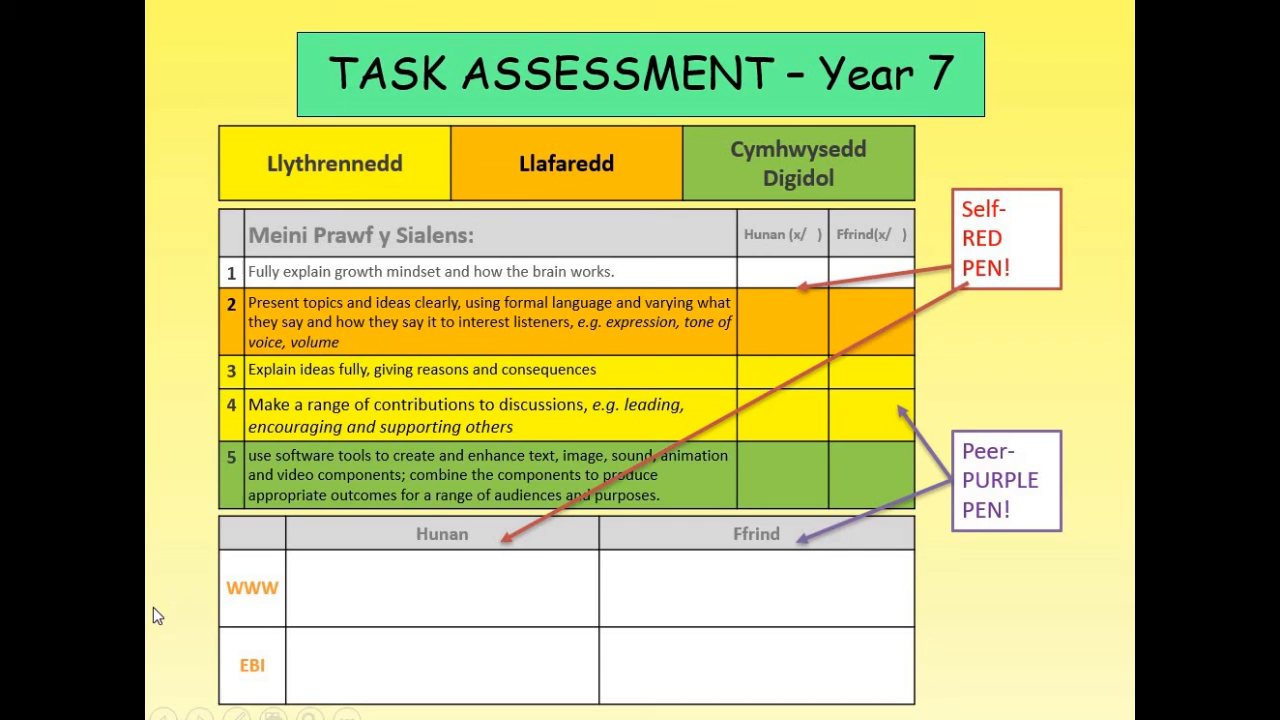 TASK ASSESSMENT – Year 7
Llythrennedd
Llafaredd
Cymhwysedd
Digidol
Meini Prawf y Sialens:
Hunan (x/ )
Ffrind(x/ )
1
Fully explain growth mindset and how the brain works.
2
Present topics and ideas clearly, using formal language and varying what
they say and how they say it to interest listeners, e.g. expression, tone of
voice, volume
3
Explain ideas fully, giving reasons and consequences
4
Make a range of contributions to discussions, e.g. leading,
encouraging and supporting others
5
use software tools to create and enhance text, image, sound, animation
and video components; combine the components to produce
appropriate outcomes for a range of audiences and purposes.
Hunan
Ffrind
WWW
EBI
Self-
RED
PEN!
Peer-
PURPLE
PEN!